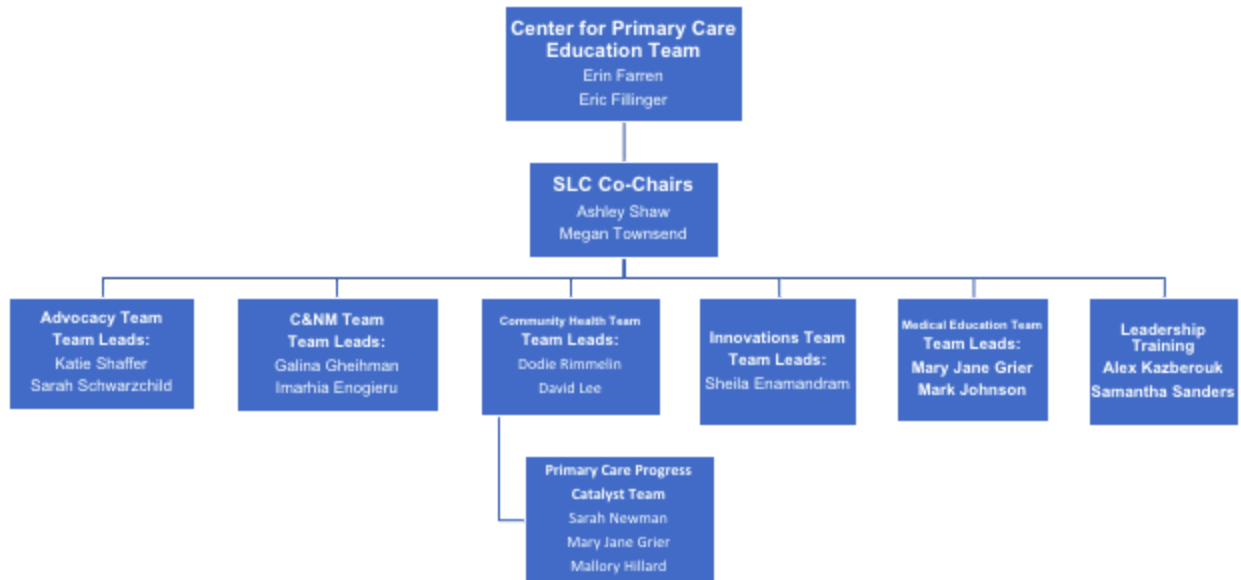 Center for Primary Care
Education Team
Erin Farren
Eric Fillinger
SLC Co-Chairs
Ashley Shaw
Megan Townsend
Advocacy Team
Team Leads:
Katie Shaffer
Sarah Schwarzchild
C&NM Team
Team Leads:
Galina Gheihman
Imarhia Enogieru
Community Health Team
Team Leads:
Dodie Rimmelin
David Lee
Innovations Team
Team Leads:
Sheila Enamandram
Medical Education Team
Team Leads:
Mary Jane Grier
Mark Johnson
Leadership
Training
Alex Kazberouk
Samantha Sanders
Primary Care Progress
Catalyst Team
Sarah Newman
Mary Jane Grier
Mallory Hillard